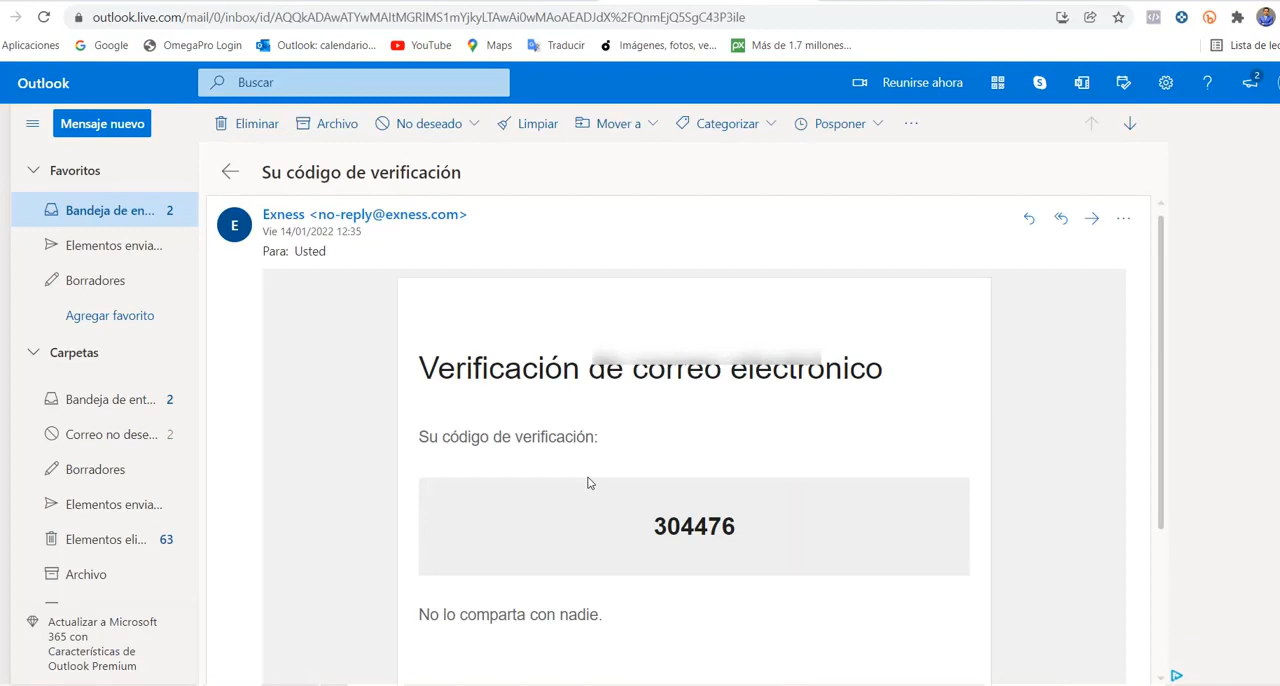 outlook.live.com/mail/0/inbox/id/AQQkADAwATYwMAItMGRlMS1mYjkyLTAwAi0wMAoAEADJdX%2FQnmEjQ5SgC43P3ile
Aplicaciones Google OmegaPro Login Outlook: calendario... YouTube Maps Traducir Imágenes, fotos, ve... Más de 1.7 millones... Lista de lec
Outlook Buscar Reunirse ahora 2
Mensaje nuevo Eliminar Archivo No deseado Limpiar Mover a Categorizar Posponer
Favoritos
Su código de verificación
Bandeja de en... 2
Exness <no-reply@exness.com>
E
Vie 14/01/2022 12:35
Elementos envia...
Para: Usted
Borradores
Agregar favorito
Carpetas
Verificación de correo electrónico
Bandeja de ent... 2
Correo no dese... 2
Su código de verificación:
Borradores
Elementos envia...
304476
Elementos eli... 63
Archivo
No lo comparta con nadie.
Actualizar a Microsoft
365 con
Características de
Outlook Premium